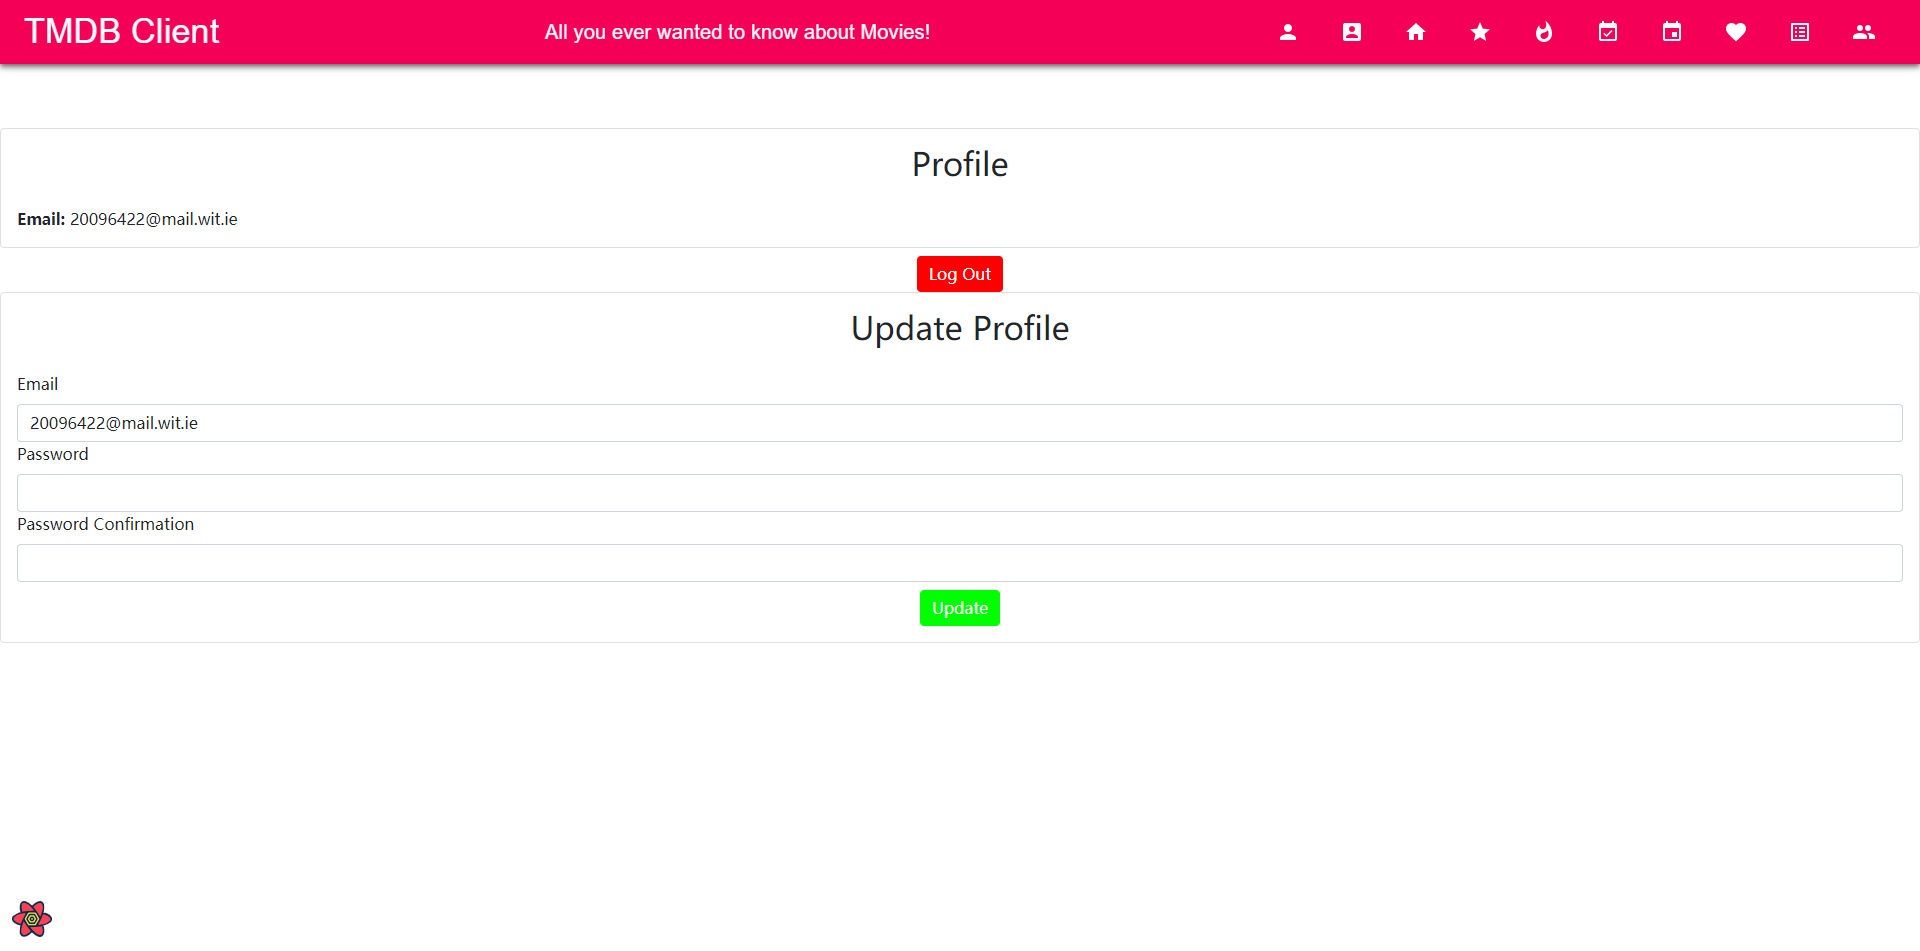 TMDB Client
All you ever wanted to know about Movies!
Profile
Email: 20096422@mail.wit.ie
Log Out
Update Profile
Email
20096422@mail.wit.ie
Password
Password Confirmation
Update